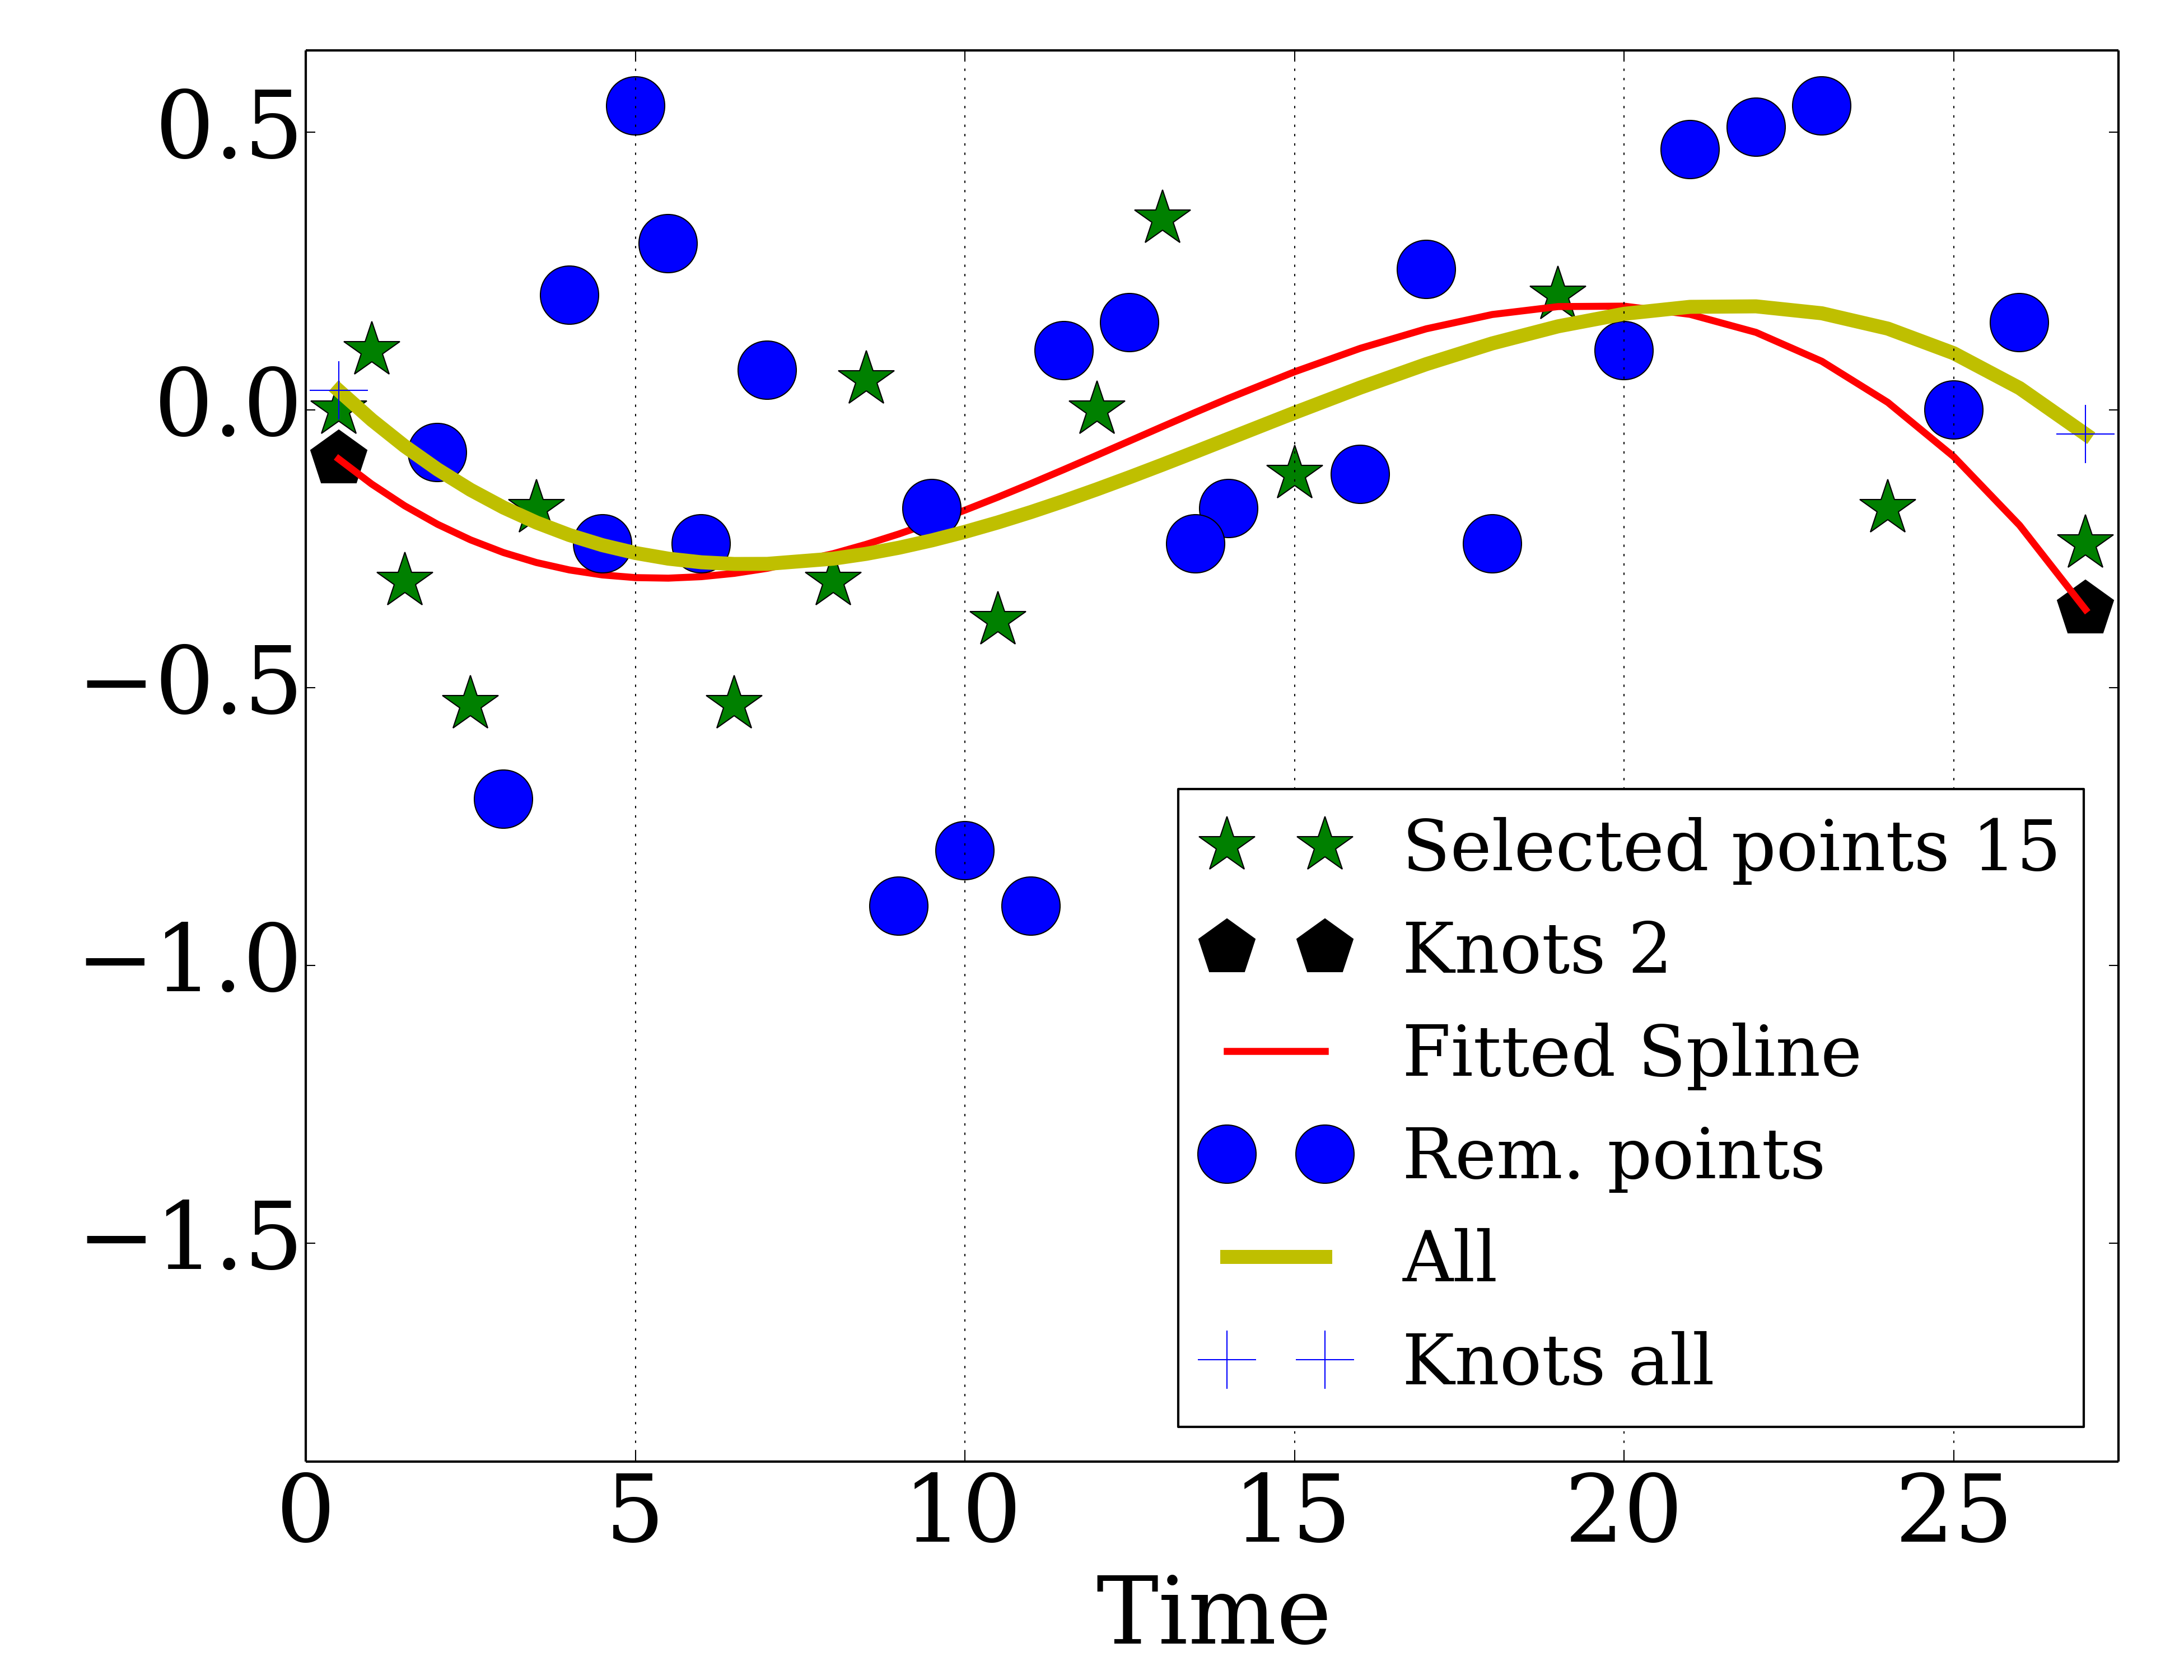 0.5
0.0
−0.5
−1.0
−1.5
Selected points 15
Knots 2
Fitted Spline
Rem. points
All
Knots all
0 5 10 15 20 25
Time